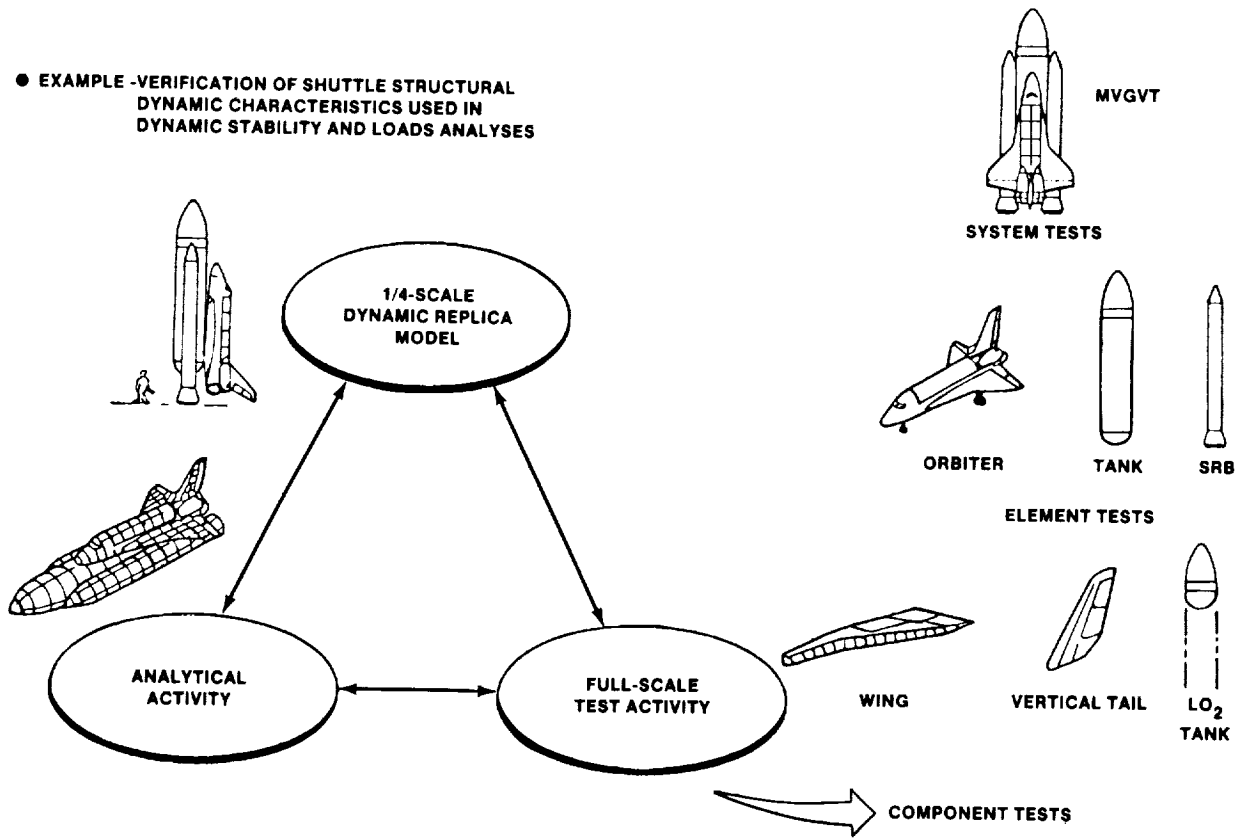 ● EXAMPLE -VERIFICATION OF SHUTTLE STRUCTURAL
DYNAMIC CHARACTERISTICS USED IN
DYNAMIC STABILITY AND LOADS ANALYSES
MVGVT
SYSTEM TESTS
1/4-SCALE
DYNAMIC REPLICA
MODEL
ORBITER
TANK
SRB
ELEMENT TESTS
ANALYTICAL
ACTIVITY
FULL-SCALE
TEST ACTIVITY
WING
VERTICAL TAIL
LO₂
TANK
COMPONENT TESTS